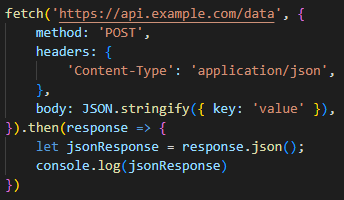 fetch('https://api.example.com/data', {
    method: 'POST',
    headers: {
        'Content-Type': 'application/json',
    },
    body: JSON.stringify({ key: 'value' }),
}).then(response => {
    let jsonResponse = response.json();
    console.log(jsonResponse)
})